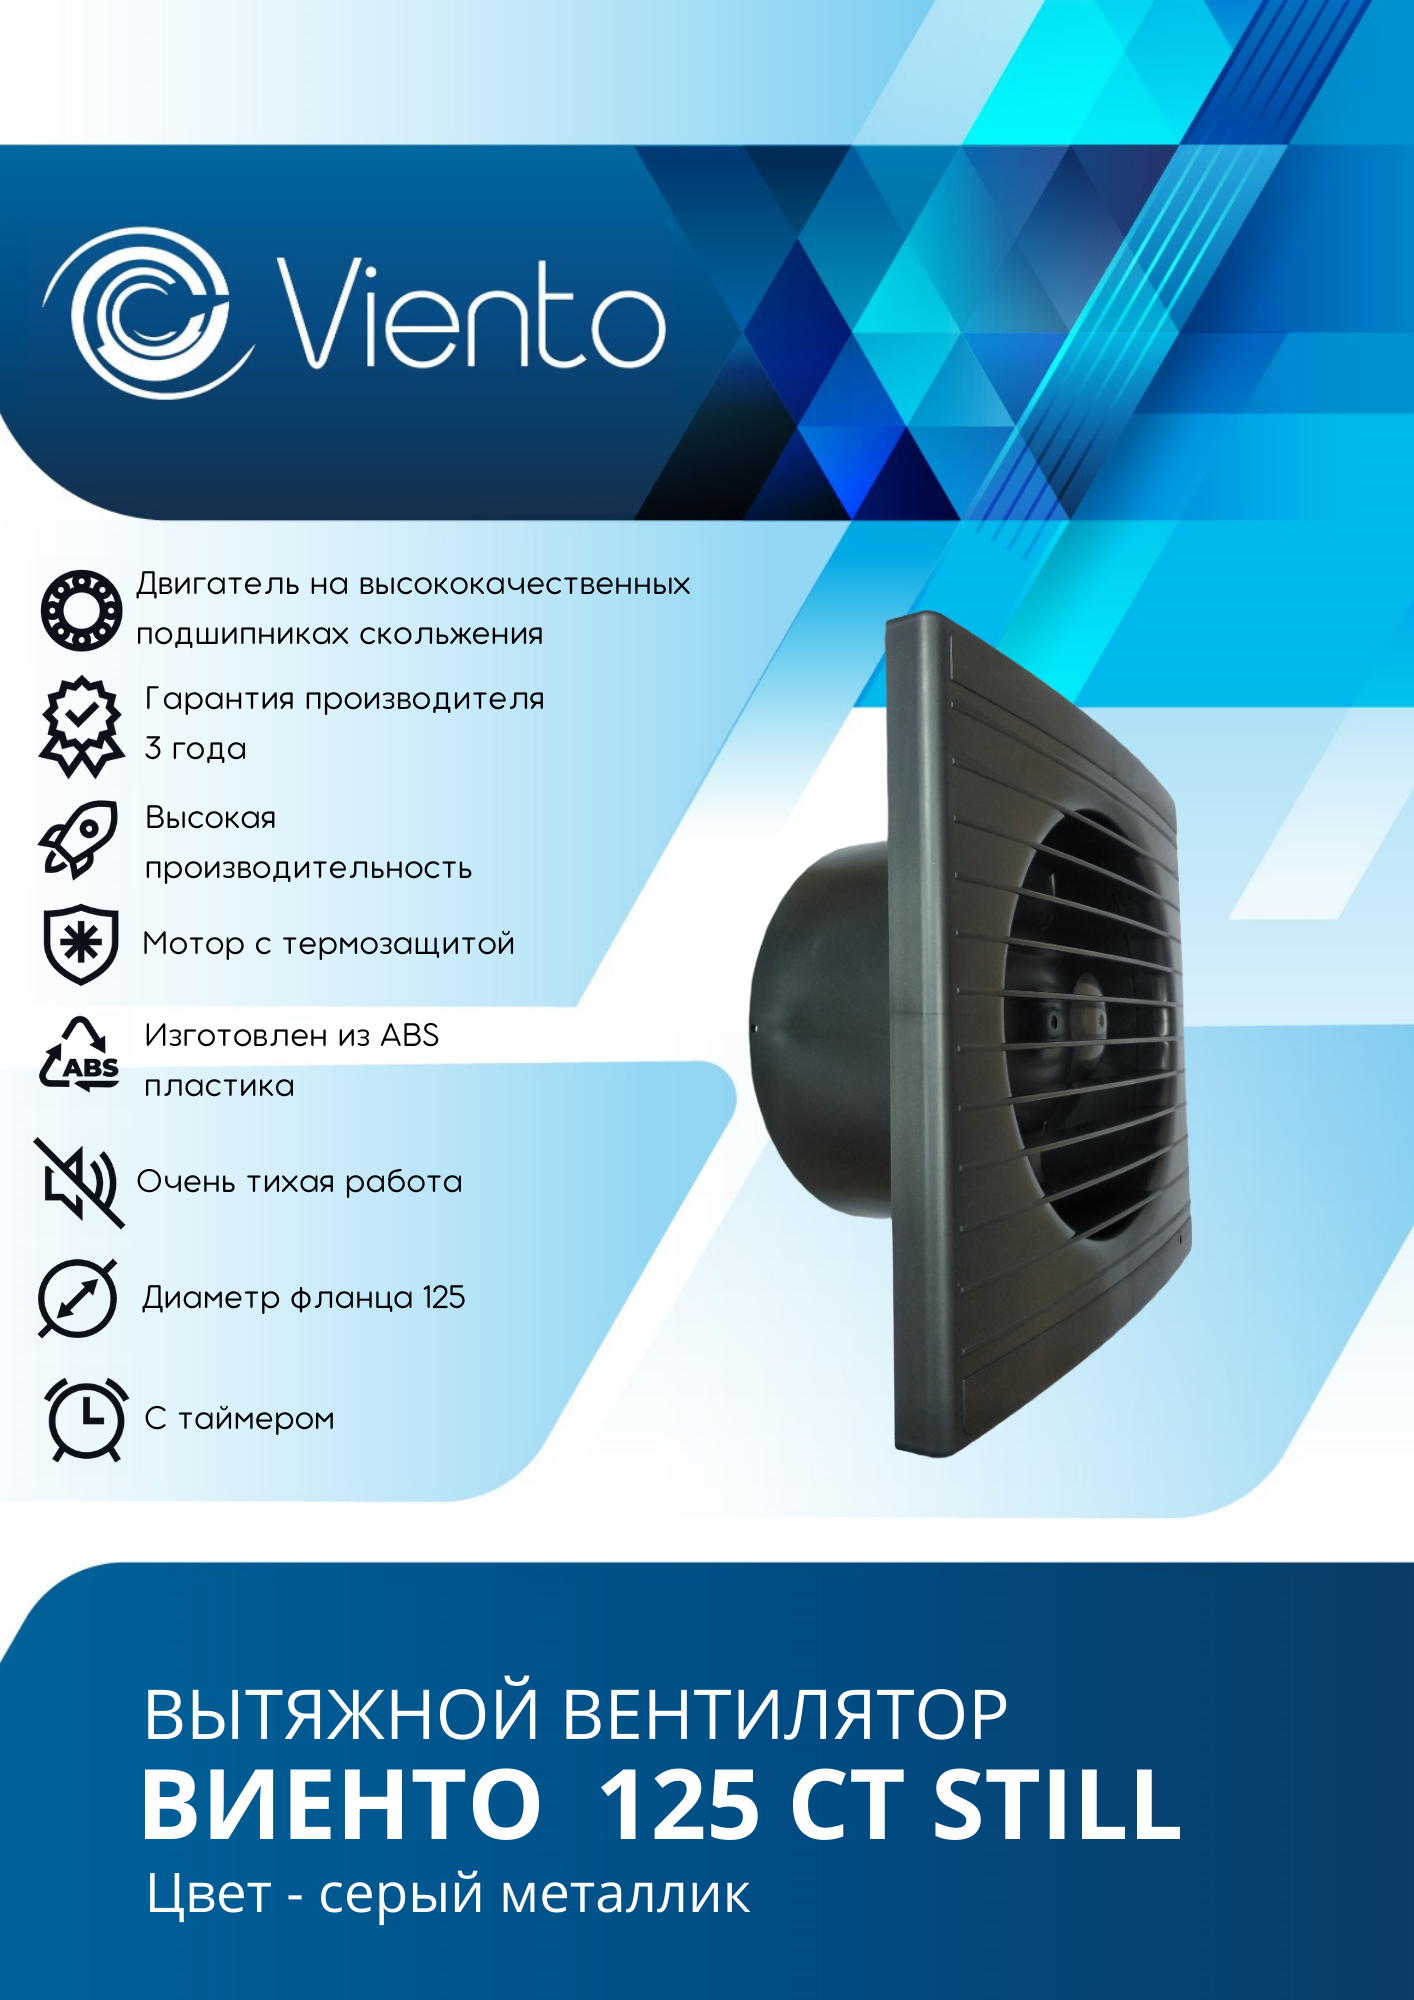 Viento
Двигатель на высококачественных
подшипниках скольжения
Гарантия производителя
3 года
Высокая
производительность
Мотор с термозащитой
Изготовлен из ABS
пластика
ABS
Очень тихая работа
Диаметр фланца 125
С таймером
ВЫТЯЖНОЙ ВЕНТИЛЯТОР
ВИЕНТО 125 СТ STILL
Цвет - серый металлик